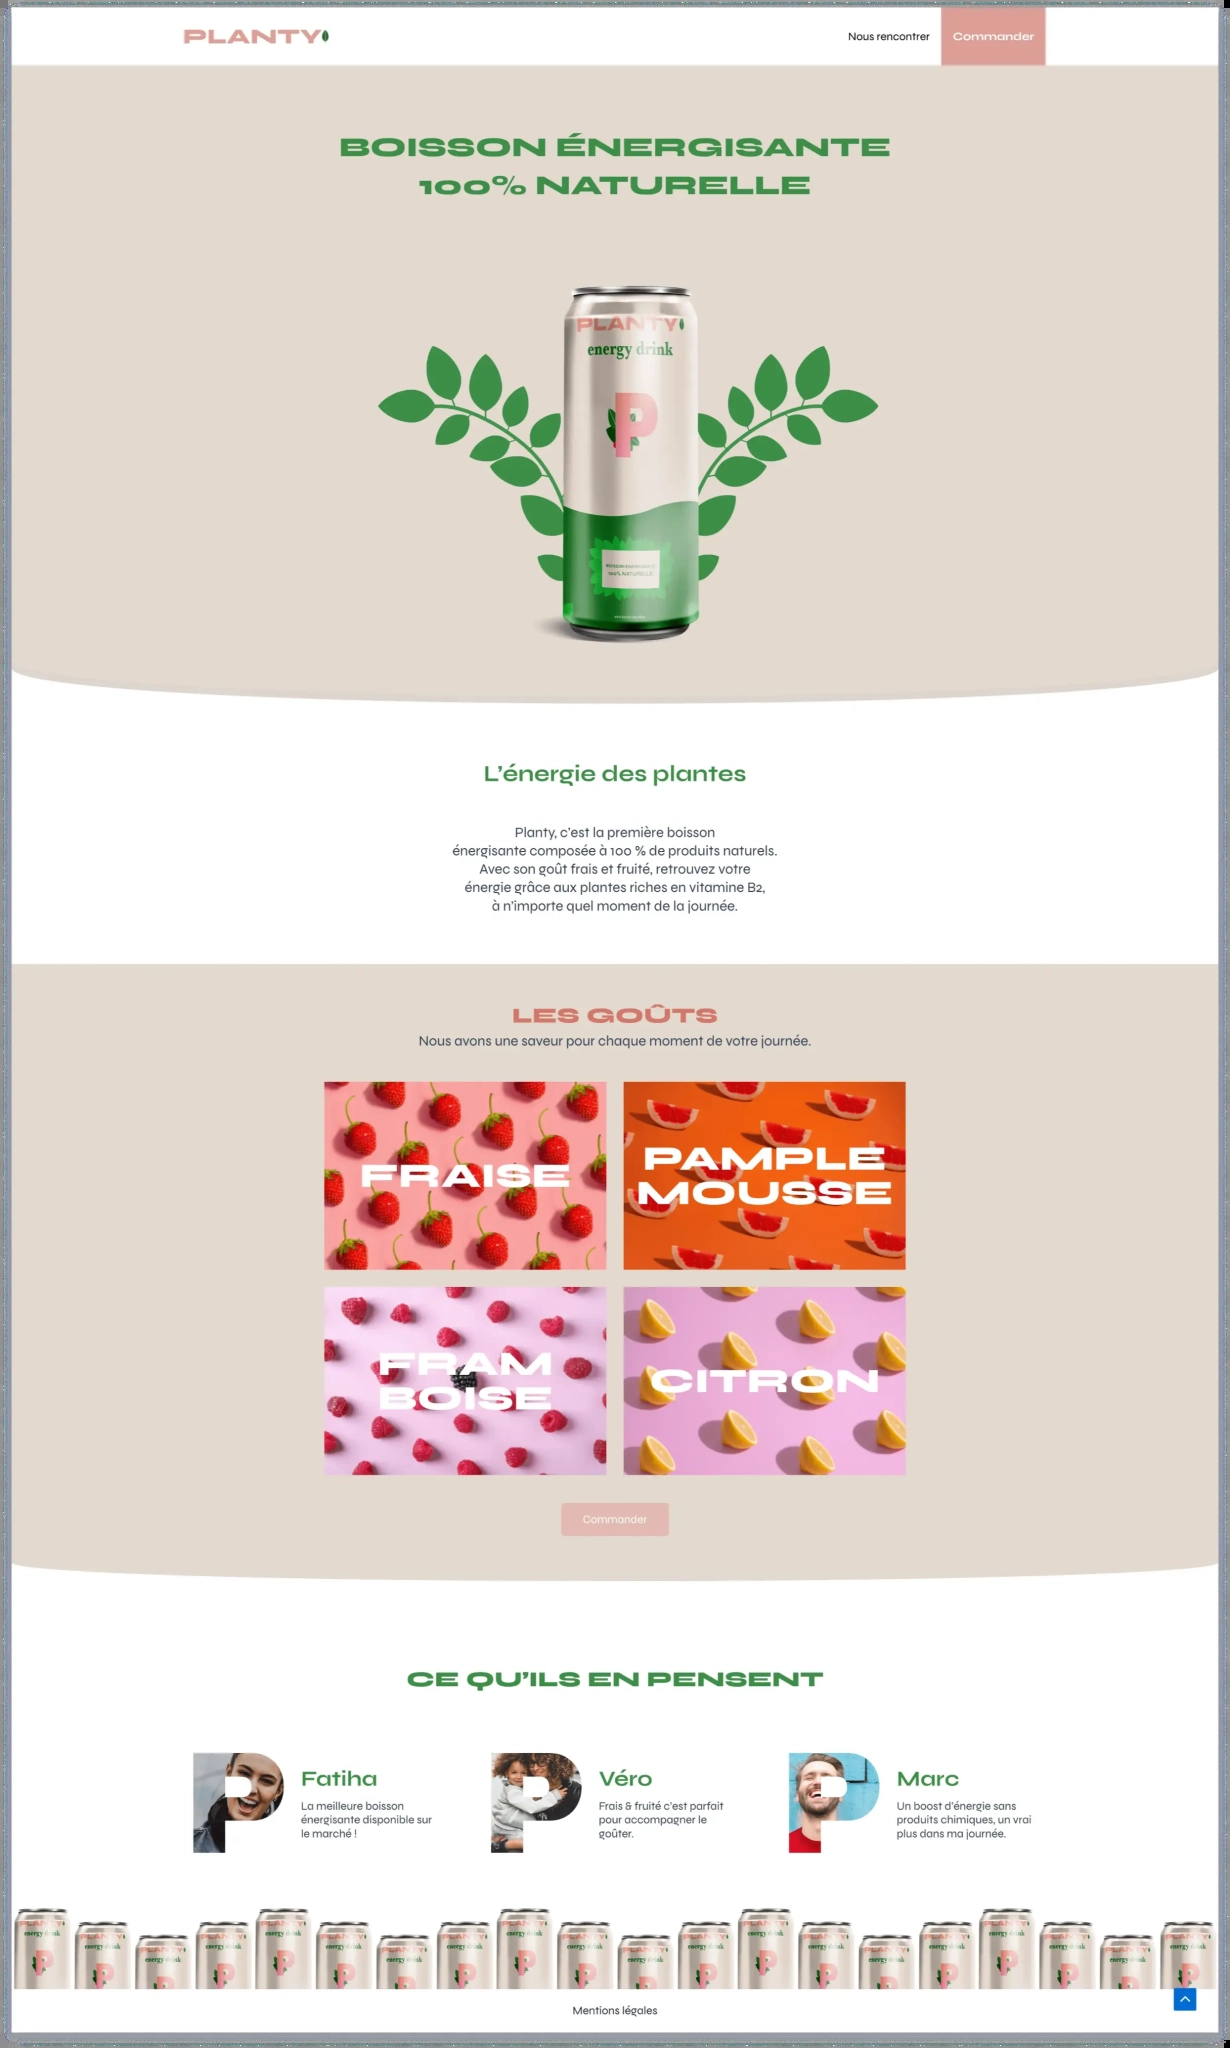 PLANTY
Nous rencontrer
Commander
BOISSON ÉNERGISANTE
100% NATURELLE
PLANTY
energy drink
P
BOISSON ÉNERGISANTE
100% NATURELLE
L’énergie des plantes
Planty, c’est la première boisson
énergisante composée à 100 % de produits naturels.
Avec son goût frais et fruité, retrouvez votre
énergie grâce aux plantes riches en vitamine B2,
à n’importe quel moment de la journée.
LES GOÛTS
Nous avons une saveur pour chaque moment de votre journée.
FRAISE
PAMPLE
MOUSSE
FRAM
BOISE
CITRON
Commander
CE QU’ILS EN PENSENT
Fatiha
La meilleure boisson
énergisante disponible sur
le marché !
Véro
Frais & fruité c’est parfait
pour accompagner le
goûter.
Marc
Un boost d’énergie sans
produits chimiques, un vrai
plus dans ma journée.
Mentions légales